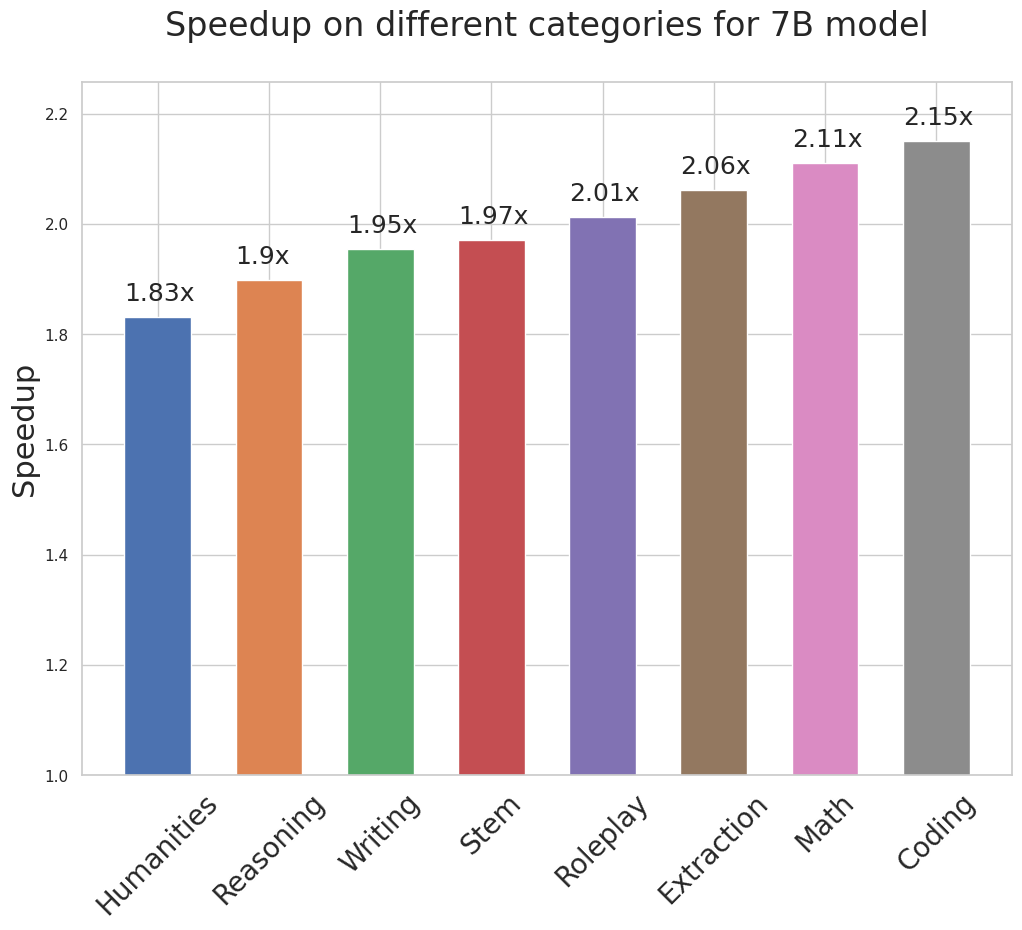 Speedup on different categories for 7B model
Speedup
2.2
2.0
1.8
1.6
1.4
1.2
1.0
1.83x
1.9x
1.95x
1.97x
2.01x
2.06x
2.11x
2.15x
Humanities
Reasoning
Writing
Stem
Roleplay
Extraction
Math
Coding